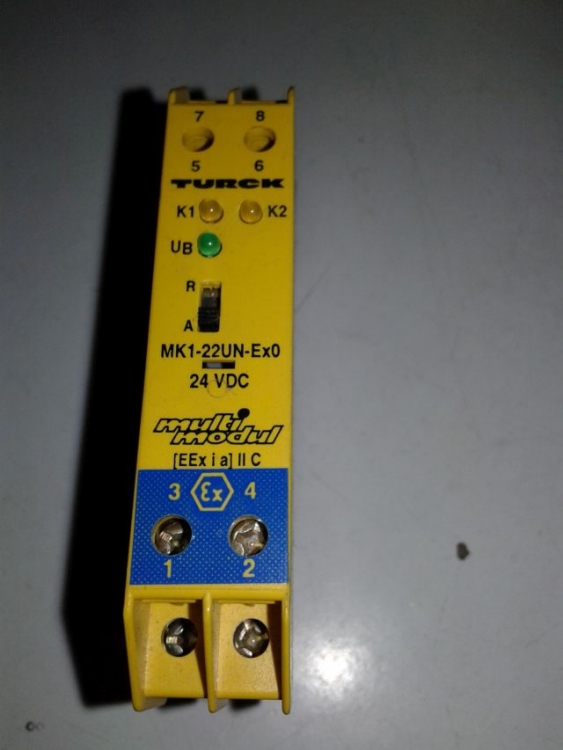 7 8
5 6
TURCK
K1 K2
UB
R
A
MK1-22UN-Ex0
24 VDC
multi
modul
[EEx i a] II C
3 Ex 4
1 2